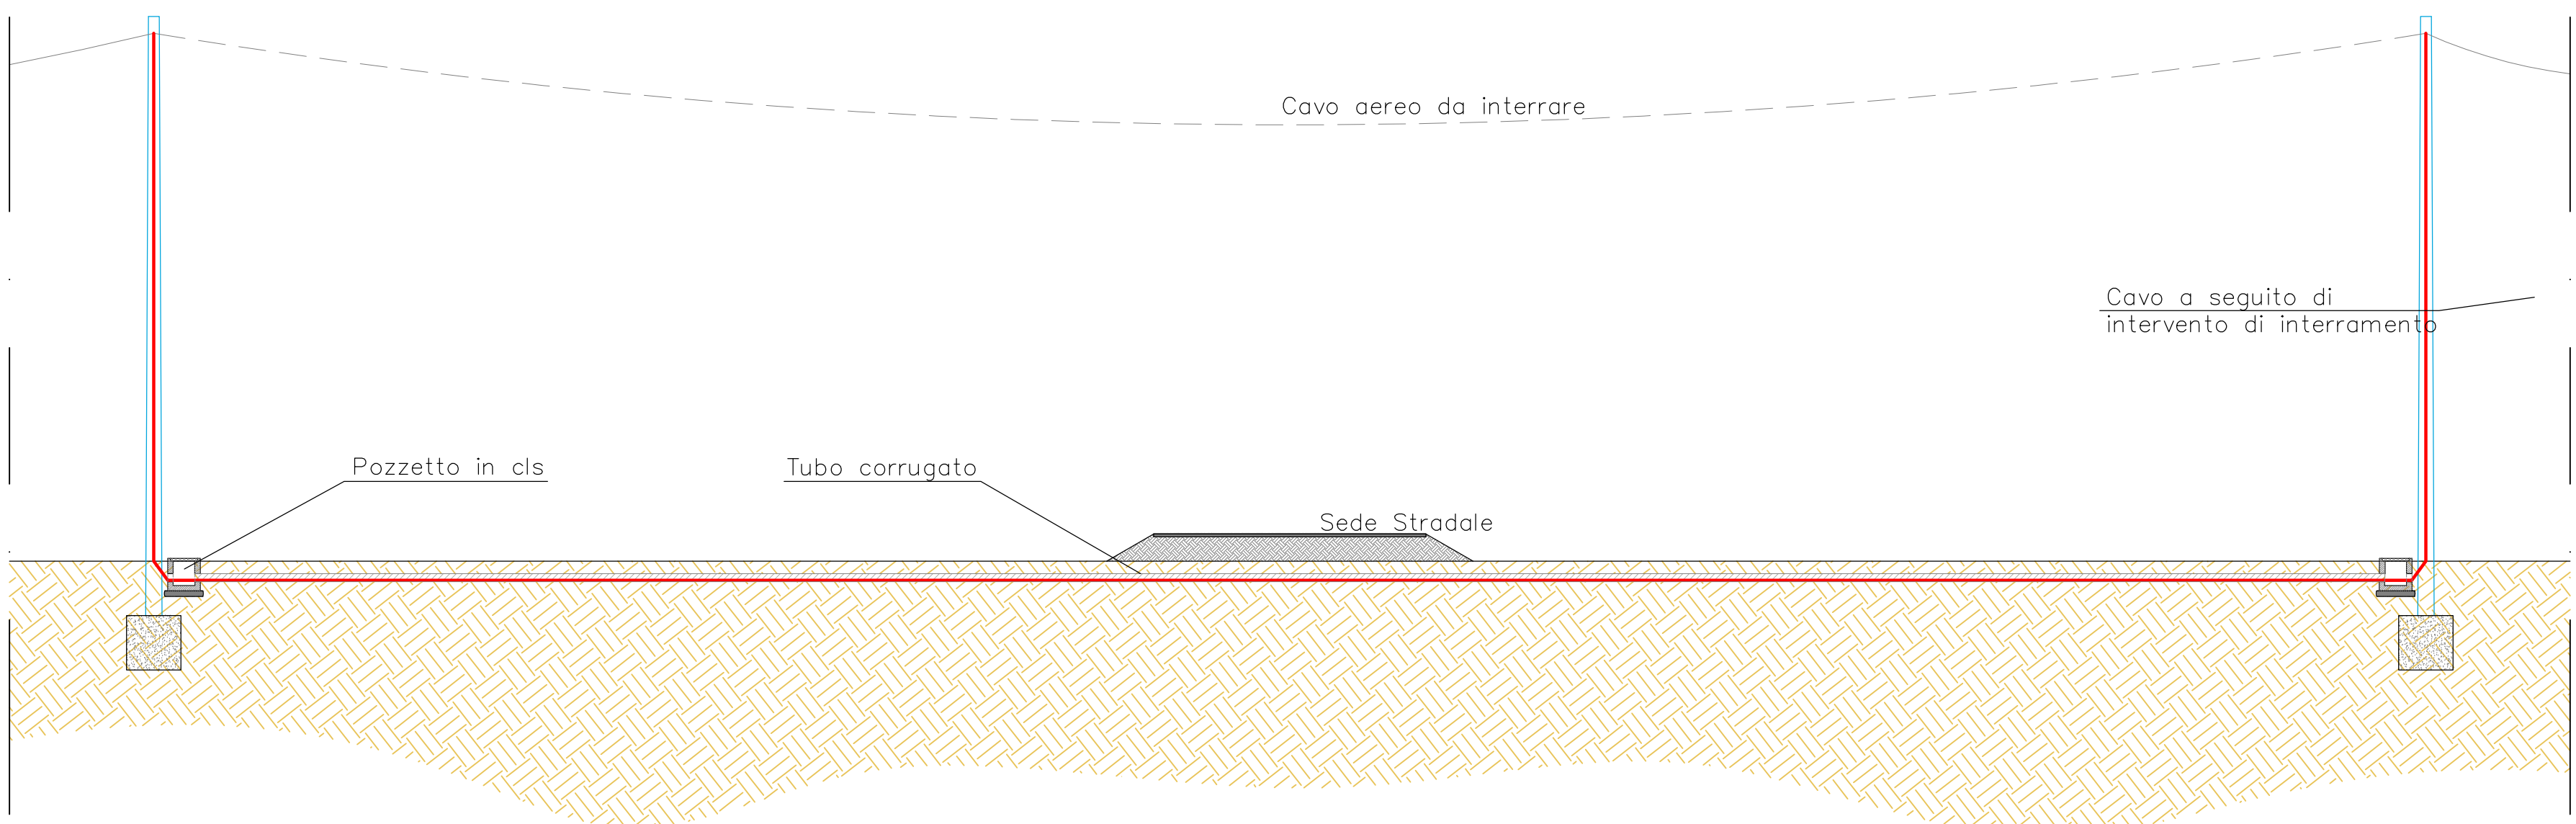 Cavo aereo da interrare
Cavo a seguito di
intervento di interramento
Pozzetto in cls
Tubo corrugato
Sede Stradale